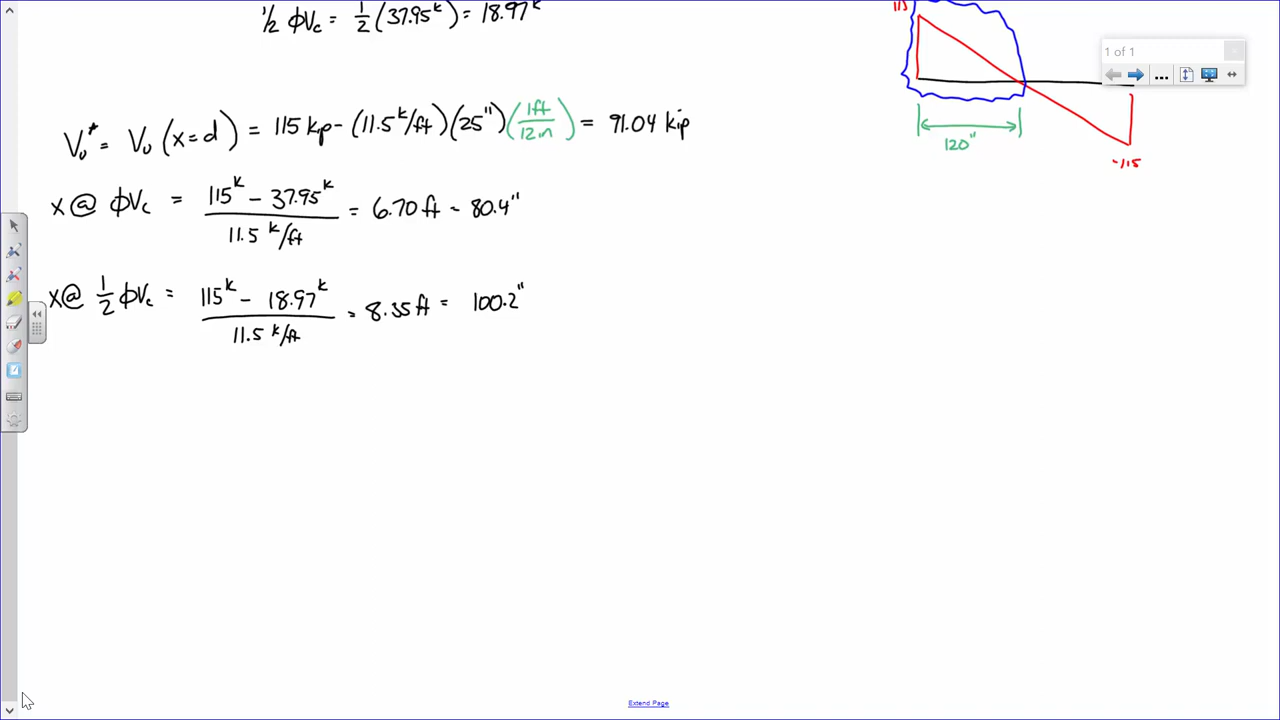 1/2 ϕVc = 1/2 (37.95ᵏ) = 18.97ᵏ
115
1 of 1
Vu* = Vu (x=d) = 115 kip - (11.5 k/ft)(25")(1ft/12in) = 91.04 kip
120"
-115
x @ ϕVc = 115ᵏ - 37.95ᵏ / 11.5 k/ft = 6.70 ft - 80.4"
x @ 1/2 ϕVc = 115ᵏ - 18.97ᵏ / 11.5 k/ft = 8.35 ft = 100.2"
Extend Page